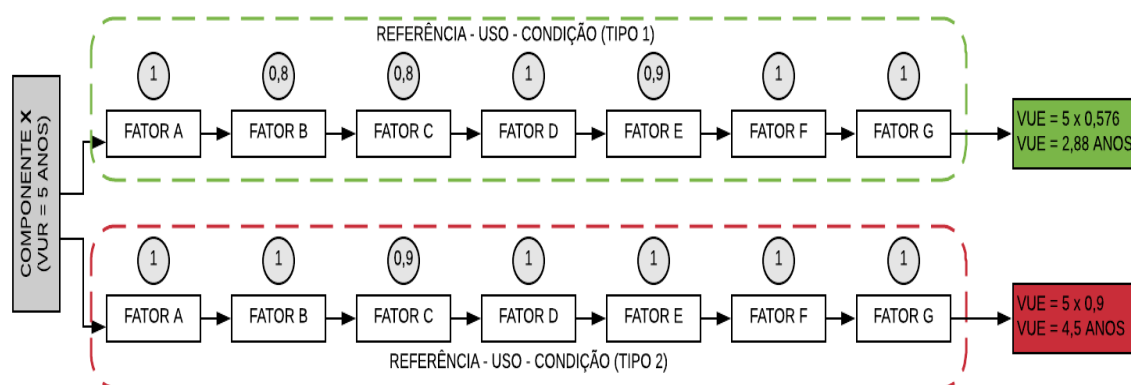 COMPONENTE X
(VUR = 5 ANOS)
REFERÊNCIA - USO - CONDIÇÃO (TIPO 1)
1 0,8 0,8 1 0,9 1 1
FATOR A FATOR B FATOR C FATOR D FATOR E FATOR F FATOR G
VUE = 5 x 0,576
VUE = 2,88 ANOS
1 1 0,9 1 1 1 1
FATOR A FATOR B FATOR C FATOR D FATOR E FATOR F FATOR G
VUE = 5 x 0,9
VUE = 4,5 ANOS
REFERÊNCIA - USO - CONDIÇÃO (TIPO 2)